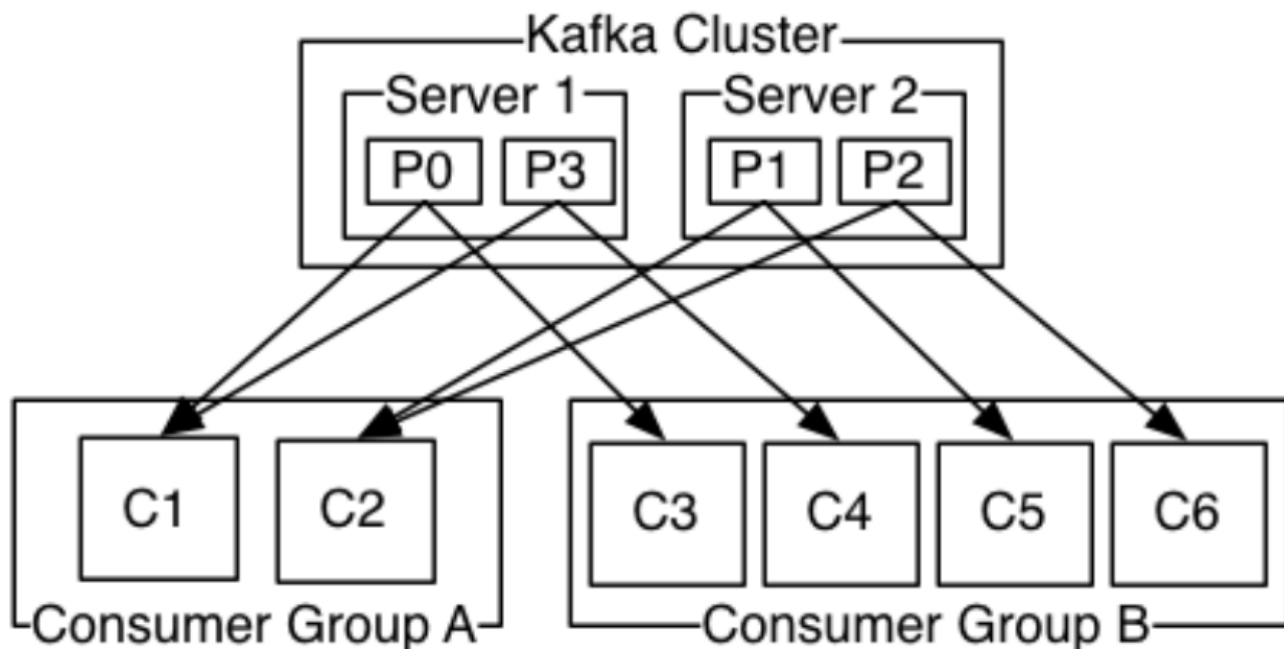 Kafka Cluster
Server 1
Server 2
P0
P3
P1
P2
C1
C2
C3
C4
C5
C6
Consumer Group A
Consumer Group B